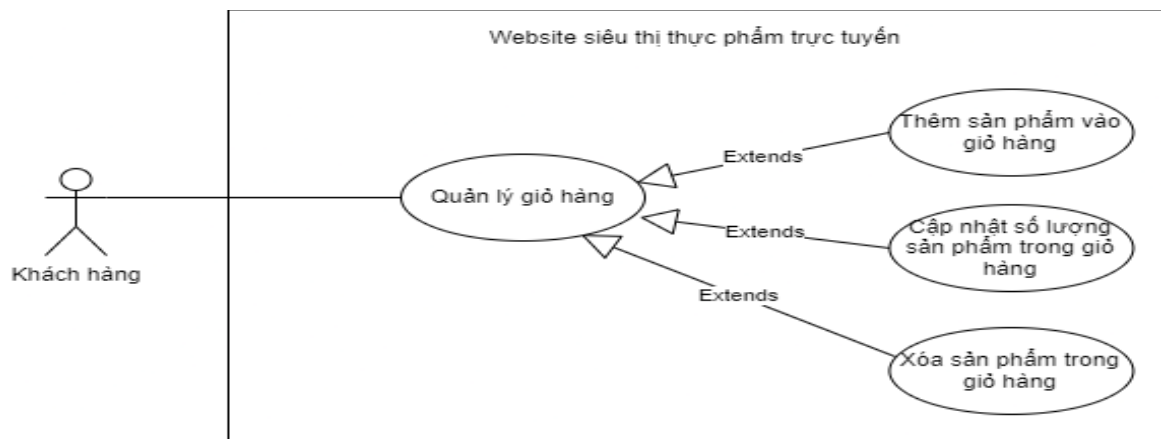 Website siêu thị thực phẩm trực tuyến
Thêm sản phẩm vào
giỏ hàng
Extends
Quản lý giỏ hàng
Extends
Cập nhật số lượng
sản phẩm trong giỏ
hàng
Khách hàng
Extends
Xóa sản phẩm trong
giỏ hàng